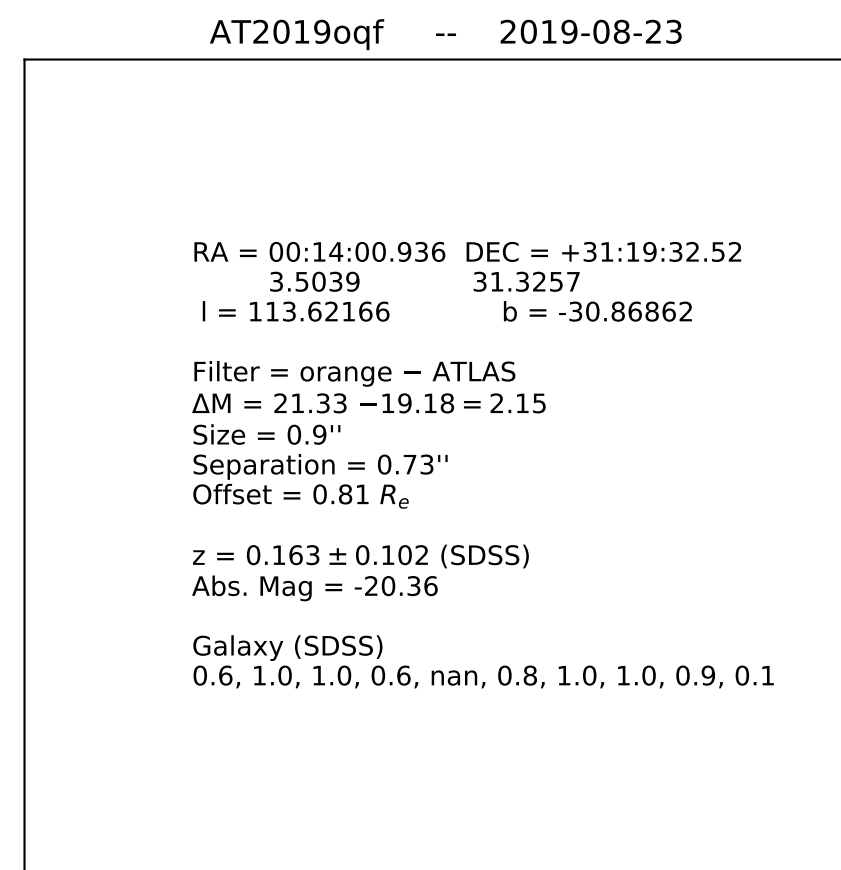 AT2019oqf -- 2019-08-23
RA = 00:14:00.936 DEC = +31:19:32.52
3.5039 31.3257
l = 113.62166 b = -30.86862
Filter = orange − ATLAS
ΔM = 21.33 −19.18 = 2.15
Size = 0.9''
Separation = 0.73''
Offset = 0.81 Rₑ
z = 0.163 ± 0.102 (SDSS)
Abs. Mag = -20.36
Galaxy (SDSS)
0.6, 1.0, 1.0, 0.6, nan, 0.8, 1.0, 1.0, 0.9, 0.1